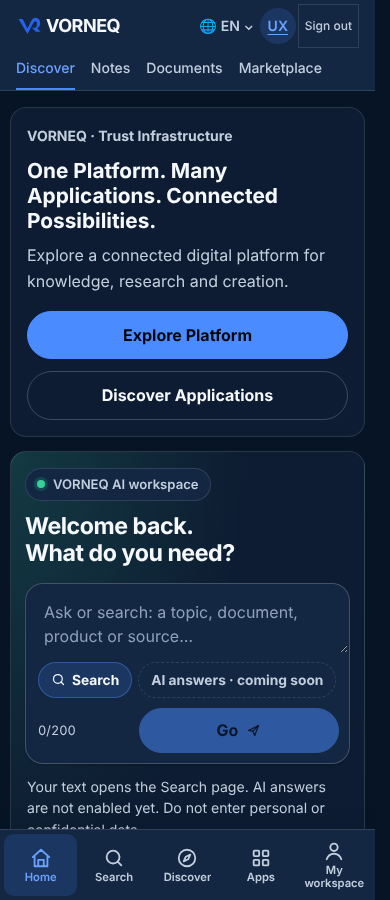 VORNEQ
EN
UX
Sign out
Discover
Notes
Documents
Marketplace
VORNEQ · Trust Infrastructure
One Platform. Many
Applications. Connected
Possibilities.
Explore a connected digital platform for
knowledge, research and creation.
Explore Platform
Discover Applications
VORNEQ AI workspace
Welcome back.
What do you need?
Ask or search: a topic, document,
product or source...
Search
AI answers · coming soon
0/200
Go
Your text opens the Search page. AI answers
are not enabled yet. Do not enter personal or
confidential data.
Home
Search
Discover
Apps
My
workspace